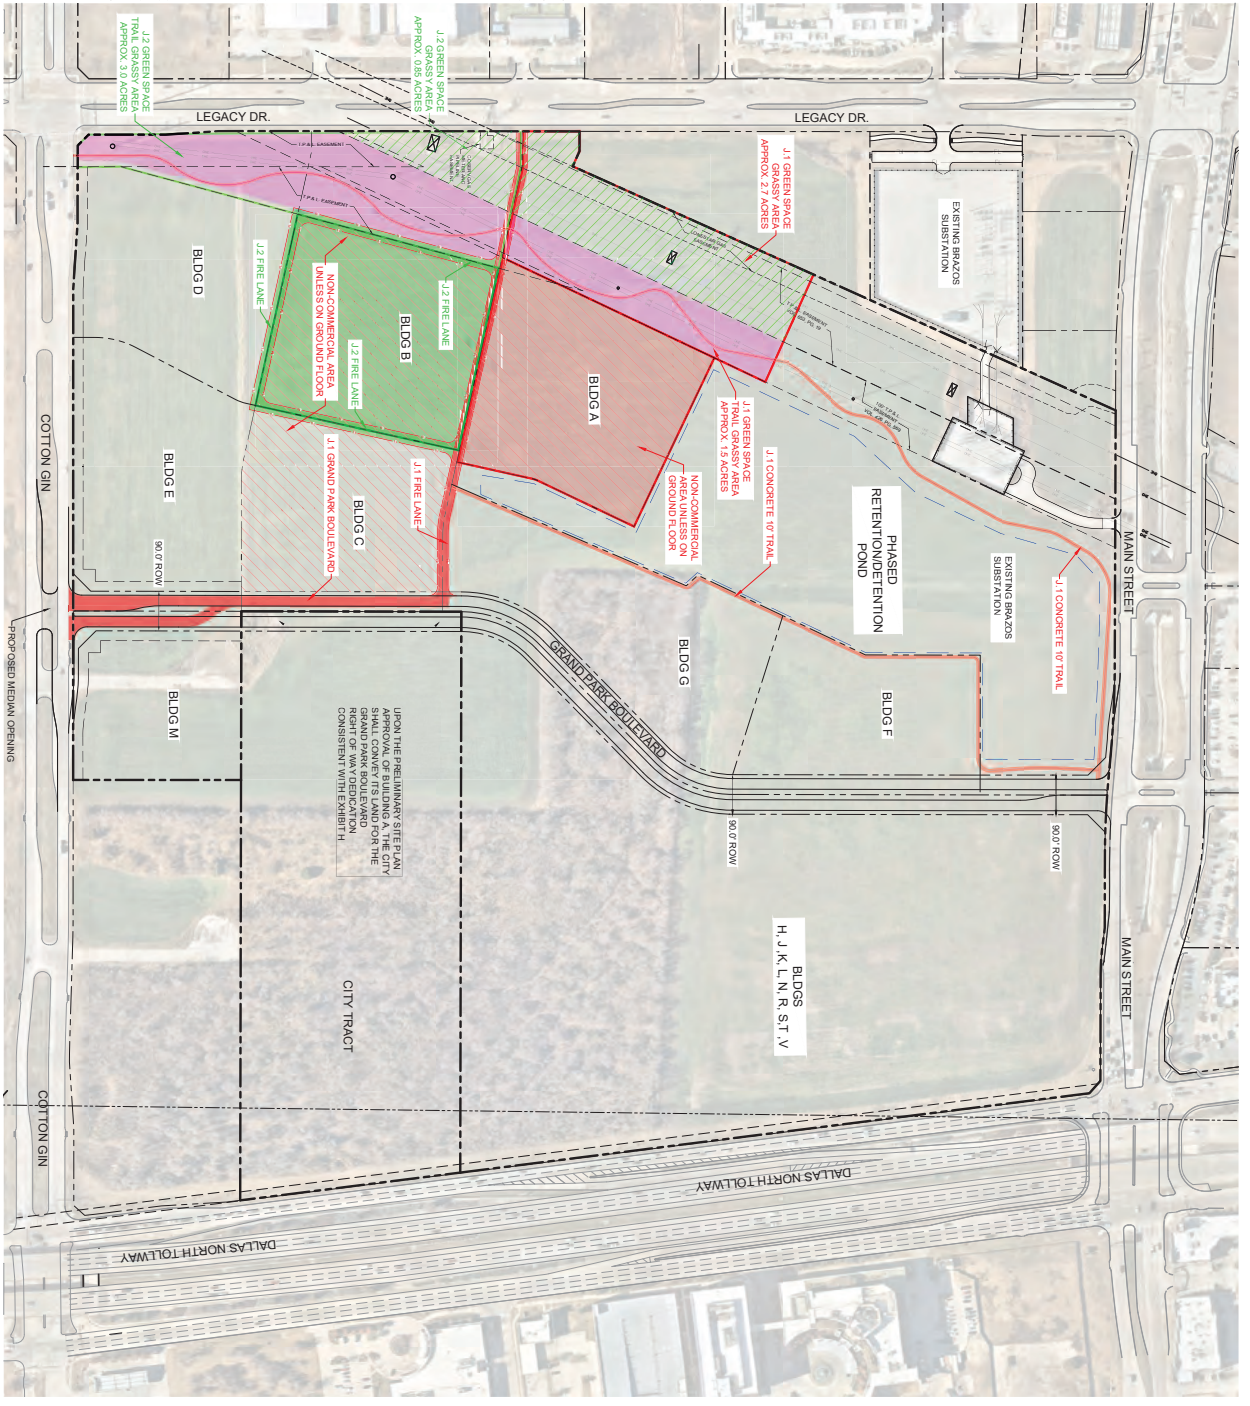 J.2 GREEN SPACE
TRAIL GRASSY AREA
APPROX. 3.0 ACRES
J.2 GREEN SPACE
GRASSY AREA
APPROX. 0.85 ACRES
LEGACY DR.
LEGACY DR.
J.1 GREEN SPACE
GRASSY AREA
APPROX. 2.7 ACRES
EXISTING BRAZOS
SUBSTATION
T.P.& L. EASEMENT
T.P.& L. EASEMENT
LONE STAR GAS
EASEMENT
T.P.& L. EASEMENT
BLDG D
J.2 FIRE LANE
NON-COMMERCIAL AREA
UNLESS ON GROUND FLOOR
BLDG B
J.2 FIRE LANE
J.2 FIRE LANE
BLDG A
J.1 GREEN SPACE
TRAIL GRASSY AREA
APPROX. 1.5 ACRES
NON-COMMERCIAL
AREA UNLESS ON
GROUND FLOOR
J.1 CONCRETE 10' TRAIL
COTTON GIN
BLDG E
J.1 GRAND PARK BOULEVARD
BLDG C
J.1 FIRE LANE
PHASED
RETENTION/DETENTION
POND
EXISTING BRAZOS
SUBSTATION
J.1 CONCRETE 10' TRAIL
MAIN STREET
90.0' ROW
PROPOSED MEDIAN OPENING
BLDG M
GRAND PARK BOULEVARD
BLDG G
BLDG F
UPON THE PRELIMINARY SITE PLAN
APPROVAL OF BUILDING A, THE CITY
SHALL CONVEY ITS LAND FOR THE
GRAND PARK BOULEVARD
RIGHT OF WAY DEDICATION
CONSISTENT WITH EXHIBIT H
90.0' ROW
90.0' ROW
BLDGS
H, J ,K, L, N, R, S,T ,V
CITY TRACT
MAIN STREET
COTTON GIN
DALLAS NORTH TOLLWAY
DALLAS NORTH TOLLWAY